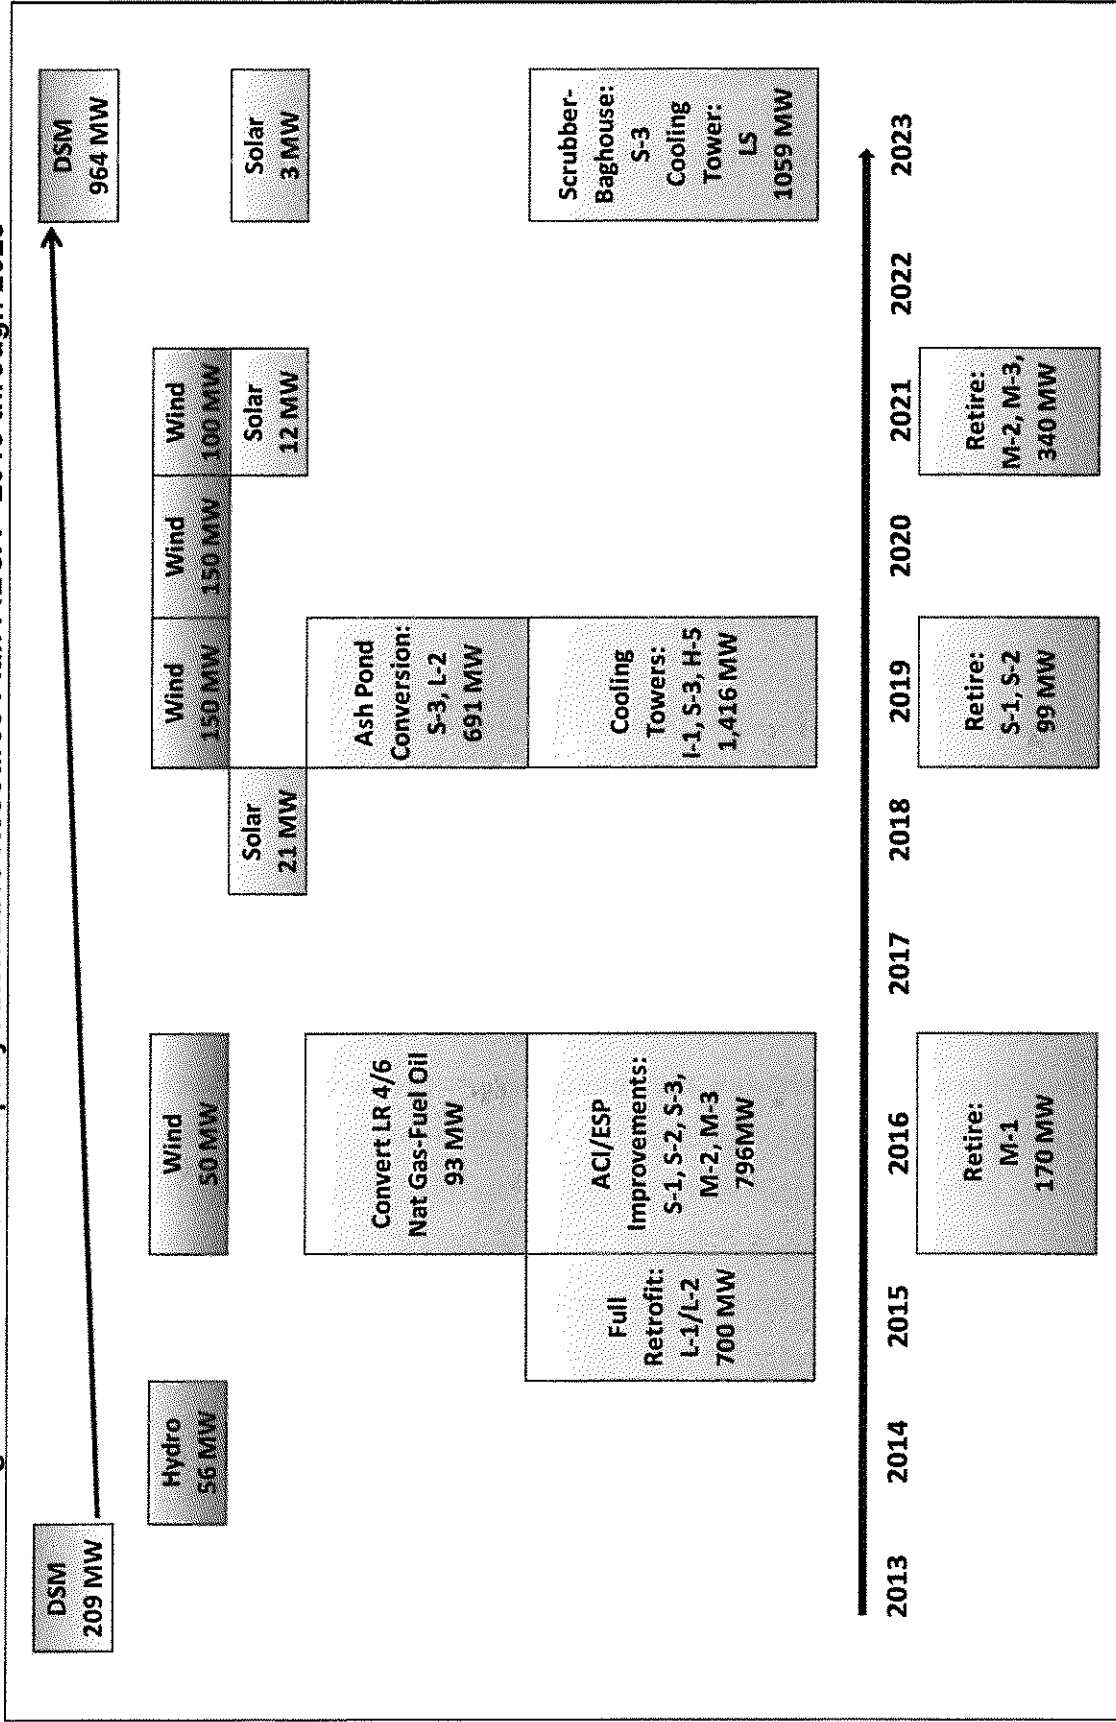 DSM
209 MW
DSM
964 MW
Hydro
56 MW
Wind
50 MW
Wind
150 MW
Wind
150 MW
Wind
100 MW
Solar
21 MW
Solar
12 MW
Solar
3 MW
Convert LR 4/6
Nat Gas-Fuel Oil
93 MW
Ash Pond
Conversion:
S-3, L-2
691 MW
Full
Retrofit:
L-1/L-2
700 MW
ACI/ESP
Improvements:
S-1, S-2, S-3,
M-2, M-3
796MW
Cooling
Towers:
I-1, S-3, H-5
1,416 MW
Scrubber-
Baghouse:
S-3
Cooling
Tower:
LS
1059 MW
2013 2014 2015 2016 2017 2018 2019 2020 2021 2022 2023
Retire:
M-1
170 MW
Retire:
S-1, S-2
99 MW
Retire:
M-2, M-3,
340 MW